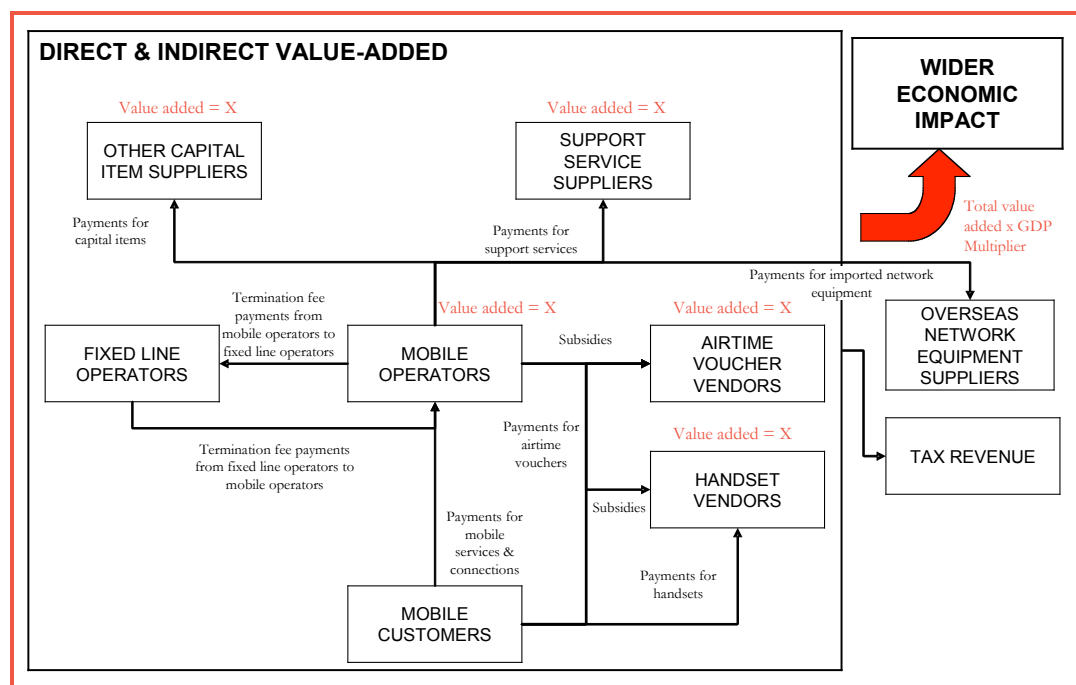 DIRECT & INDIRECT VALUE-ADDED
WIDER
ECONOMIC
IMPACT
Value added = X
OTHER CAPITAL
ITEM SUPPLIERS
Value added = X
SUPPORT
SERVICE
SUPPLIERS
Total value
added x GDP
Multiplier
Payments for
capital items
Payments for
support services
Payments for imported network
equipment
Termination fee
payments from
mobile operators to
fixed line operators
Value added = X
Value added = X
FIXED LINE
OPERATORS
MOBILE
OPERATORS
Subsidies
AIRTIME
VOUCHER
VENDORS
OVERSEAS
NETWORK
EQUIPMENT
SUPPLIERS
Termination fee payments
from fixed line operators to
mobile operators
Payments for
airtime
vouchers
Value added = X
HANDSET
VENDORS
TAX REVENUE
Subsidies
Payments for
mobile
services &
connections
Payments for
handsets
MOBILE
CUSTOMERS